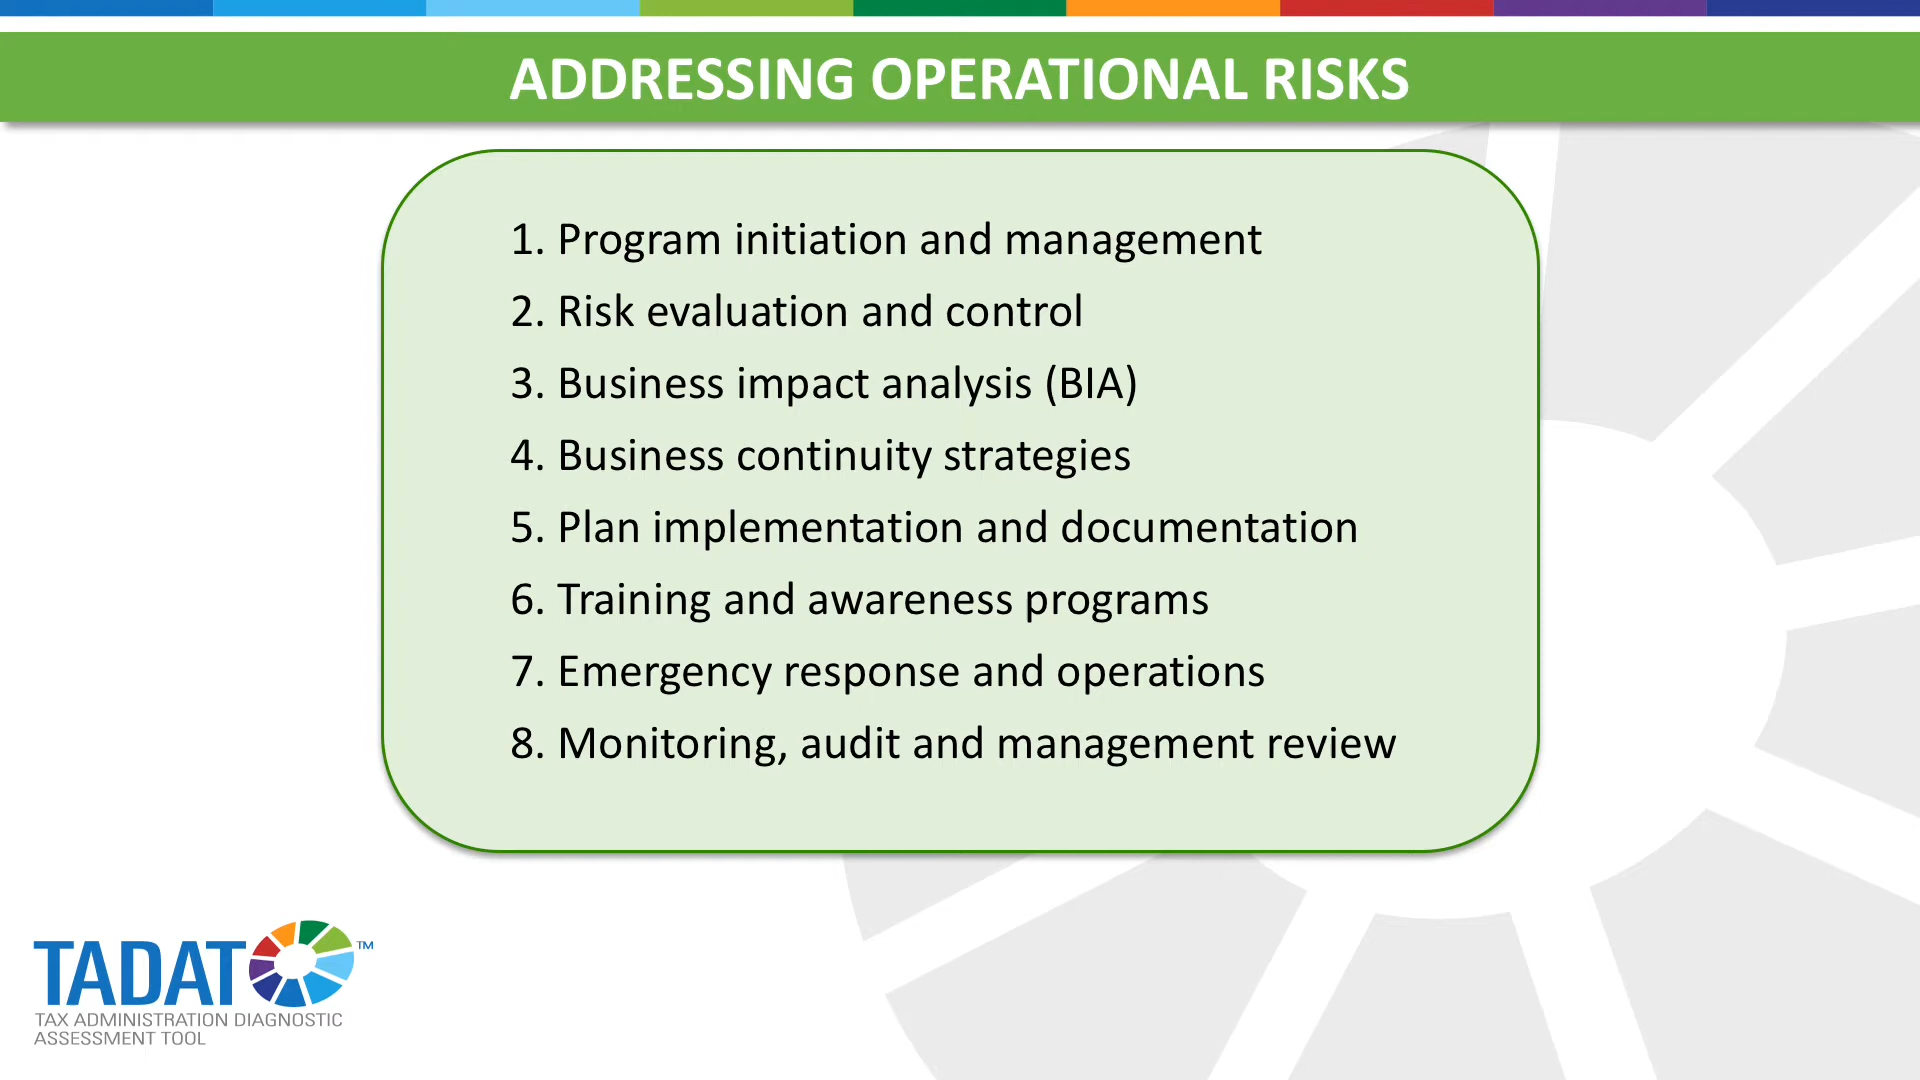 ADDRESSING OPERATIONAL RISKS
1. Program initiation and management
2. Risk evaluation and control
3. Business impact analysis (BIA)
4. Business continuity strategies
5. Plan implementation and documentation
6. Training and awareness programs
7. Emergency response and operations
8. Monitoring, audit and management review
TADAT™
TAX ADMINISTRATION DIAGNOSTIC
ASSESSMENT TOOL